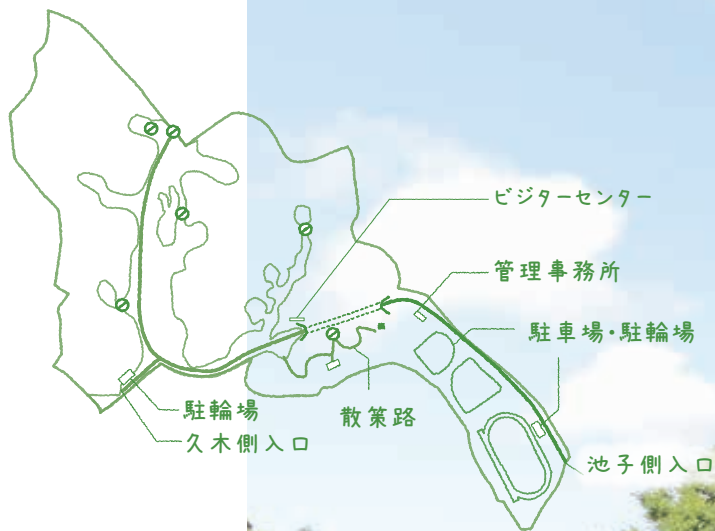 ビジターセンター
管理事務所
駐車場・駐輪場
駐輪場
散策路
久木側入口
池子側入口